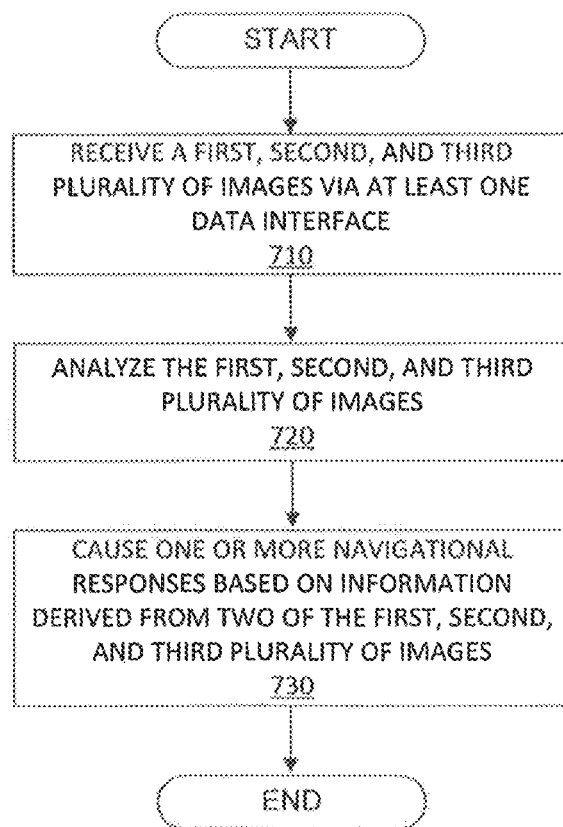 START
RECEIVE A FIRST, SECOND, AND THIRD
PLURALITY OF IMAGES VIA AT LEAST ONE
DATA INTERFACE
710
ANALYZE THE FIRST, SECOND, AND THIRD
PLURALITY OF IMAGES
720
CAUSE ONE OR MORE NAVIGATIONAL
RESPONSES BASED ON INFORMATION
DERIVED FROM TWO OF THE FIRST, SECOND,
AND THIRD PLURALITY OF IMAGES
730
END